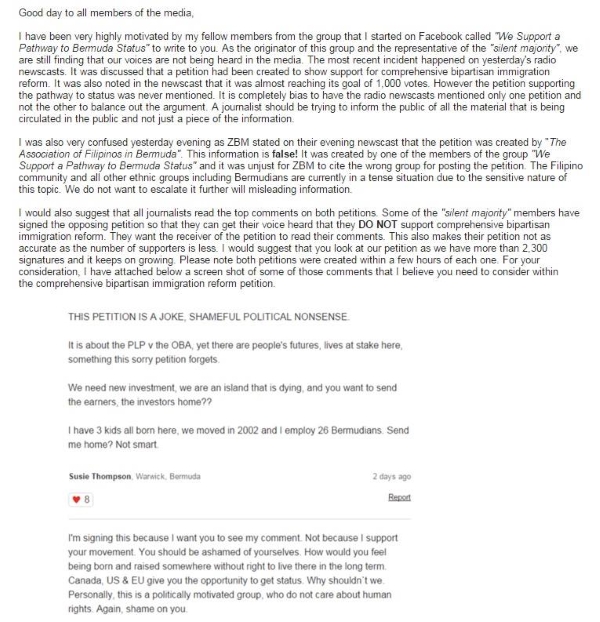 Good day to all members of the media,
I have been very highly motivated by my fellow members from the group that I started on Facebook called "We Support a
Pathway to Bermuda Status" to write to you. As the originator of this group and the representative of the "silent majority", we
are still finding that our voices are not being heard in the media. The most recent incident happened on yesterday's radio
newscasts. It was discussed that a petition had been created to show support for comprehensive bipartisan immigration
reform. It was also noted in the newscast that it was almost reaching its goal of 1,000 votes. However the petition supporting
the pathway to status was never mentioned. It is completely bias to have the radio newscasts mentioned only one petition and
not the other to balance out the argument. A journalist should be trying to inform the public of all the material that is being
circulated in the public and not just a piece of the information.
I was also very confused yesterday evening as ZBM stated on their evening newscast that the petition was created by "The
Association of Filipinos in Bermuda". This information is false! It was created by one of the members of the group "We
Support a Pathway to Bermuda Status" and it was unjust for ZBM to cite the wrong group for posting the petition. The Filipino
community and all other ethnic groups including Bermudians are currently in a tense situation due to the sensitive nature of
this topic. We do not want to escalate it further will misleading information.
I would also suggest that all journalists read the top comments on both petitions. Some of the "silent majority" members have
signed the opposing petition so that they can get their voice heard that they DO NOT support comprehensive bipartisan
immigration reform. They want the receiver of the petition to read their comments. This also makes their petition not as
accurate as the number of supporters is less. I would suggest that you look at our petition as we have more than 2,300
signatures and it keeps on growing. Please note both petitions were created within a few hours of each one. For your
consideration, I have attached below a screen shot of some of those comments that I believe you need to consider within
the comprehensive bipartisan immigration reform petition.
THIS PETITION IS A JOKE, SHAMEFUL POLITICAL NONSENSE.
It is about the PLP v the OBA, yet there are people's futures, lives at stake here,
something this sorry petition forgets.
We need new investment, we are an island that is dying, and you want to send
the earners, the investors home??
I have 3 kids all born here, we moved in 2002 and I employ 26 Bermudians. Send
me home? Not smart.
Susie Thompson, Warwick, Bermuda 2 days ago
8 Report
I'm signing this because I want you to see my comment. Not because I support
your movement. You should be ashamed of yourselves. How would you feel
being born and raised somewhere without right to live there in the long term.
Canada, US & EU give you the opportunity to get status. Why shouldn't we.
Personally, this is a politically motivated group, who do not care about human
rights. Again, shame on you.